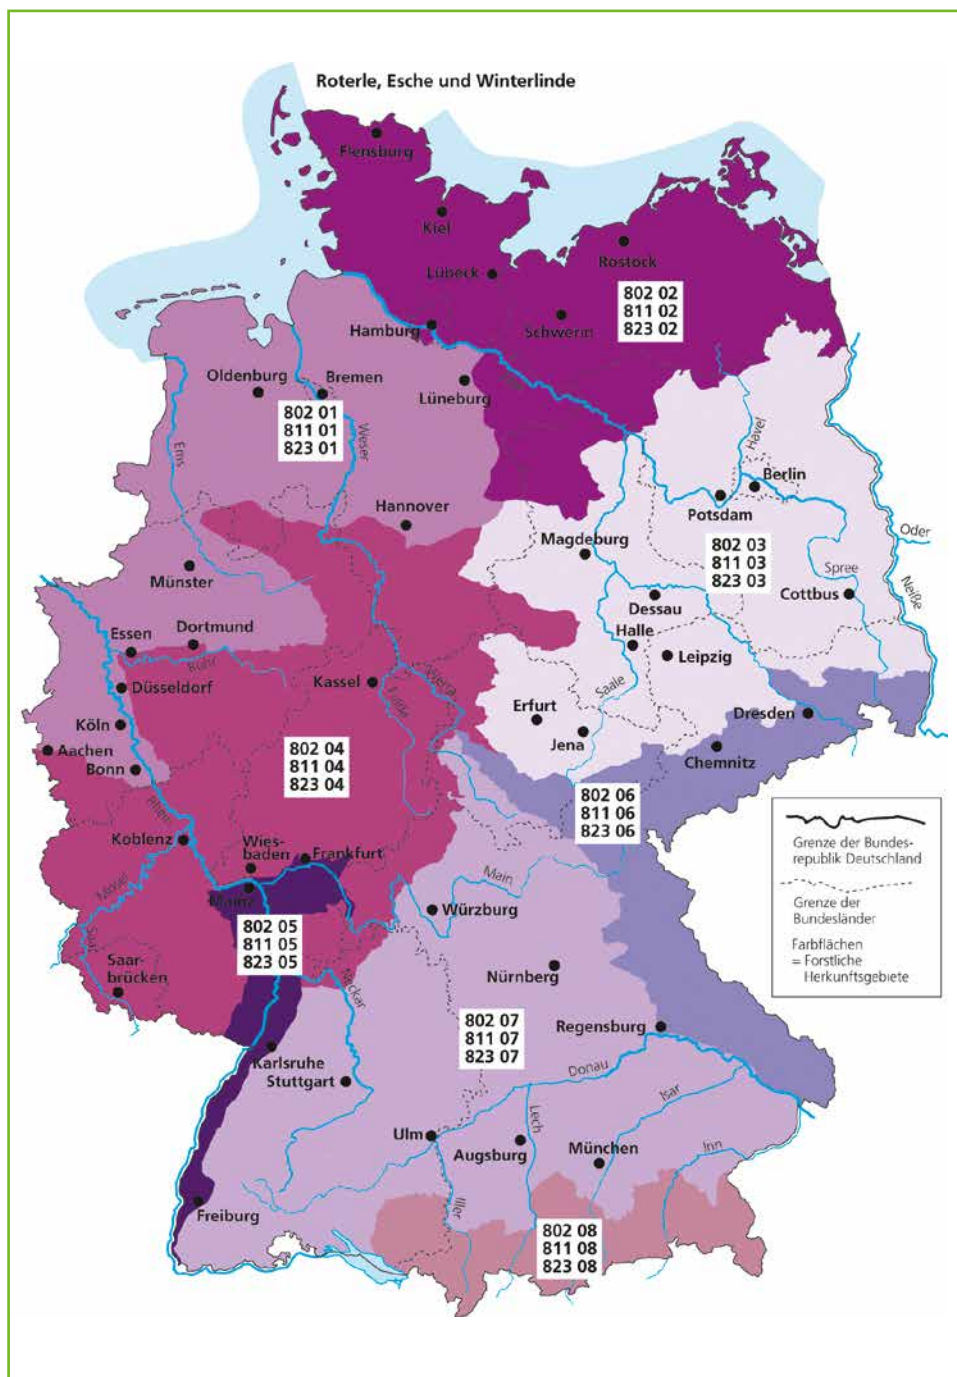 Roterle, Esche und Winterlinde
Flensburg
Kiel
Lübeck
Rostock
802 02
811 02
823 02
Hamburg
Schwerin
Oldenburg
Bremen
Lüneburg
802 01
811 01
823 01
Ems
Weser
Havel
Berlin
Potsdam
Hannover
Magdeburg
802 03
811 03
823 03
Oder
Spree
Neiße
Münster
Dessau
Cottbus
Essen
Dortmund
Ruhr
Halle
Leipzig
Düsseldorf
Kassel
Fulda
Werra
Saale
Erfurt
Dresden
Köln
Jena
Aachen
Bonn
802 04
811 04
823 04
Chemnitz
802 06
811 06
823 06
Rhein
Koblenz
Wies-
baden
Frankfurt
Grenze der Bundes-
republik Deutschland
Grenze der
Bundesländer
Farbflächen
= Forstliche
Herkunftsgebiete
Mosel
Mainz
Main
Würzburg
802 05
811 05
823 05
Saar
Saar-
brücken
Neckar
Nürnberg
802 07
811 07
823 07
Regensburg
Karlsruhe
Stuttgart
Donau
Isar
Ulm
Lech
Augsburg
München
Inn
Freiburg
Iller
802 08
811 08
823 08